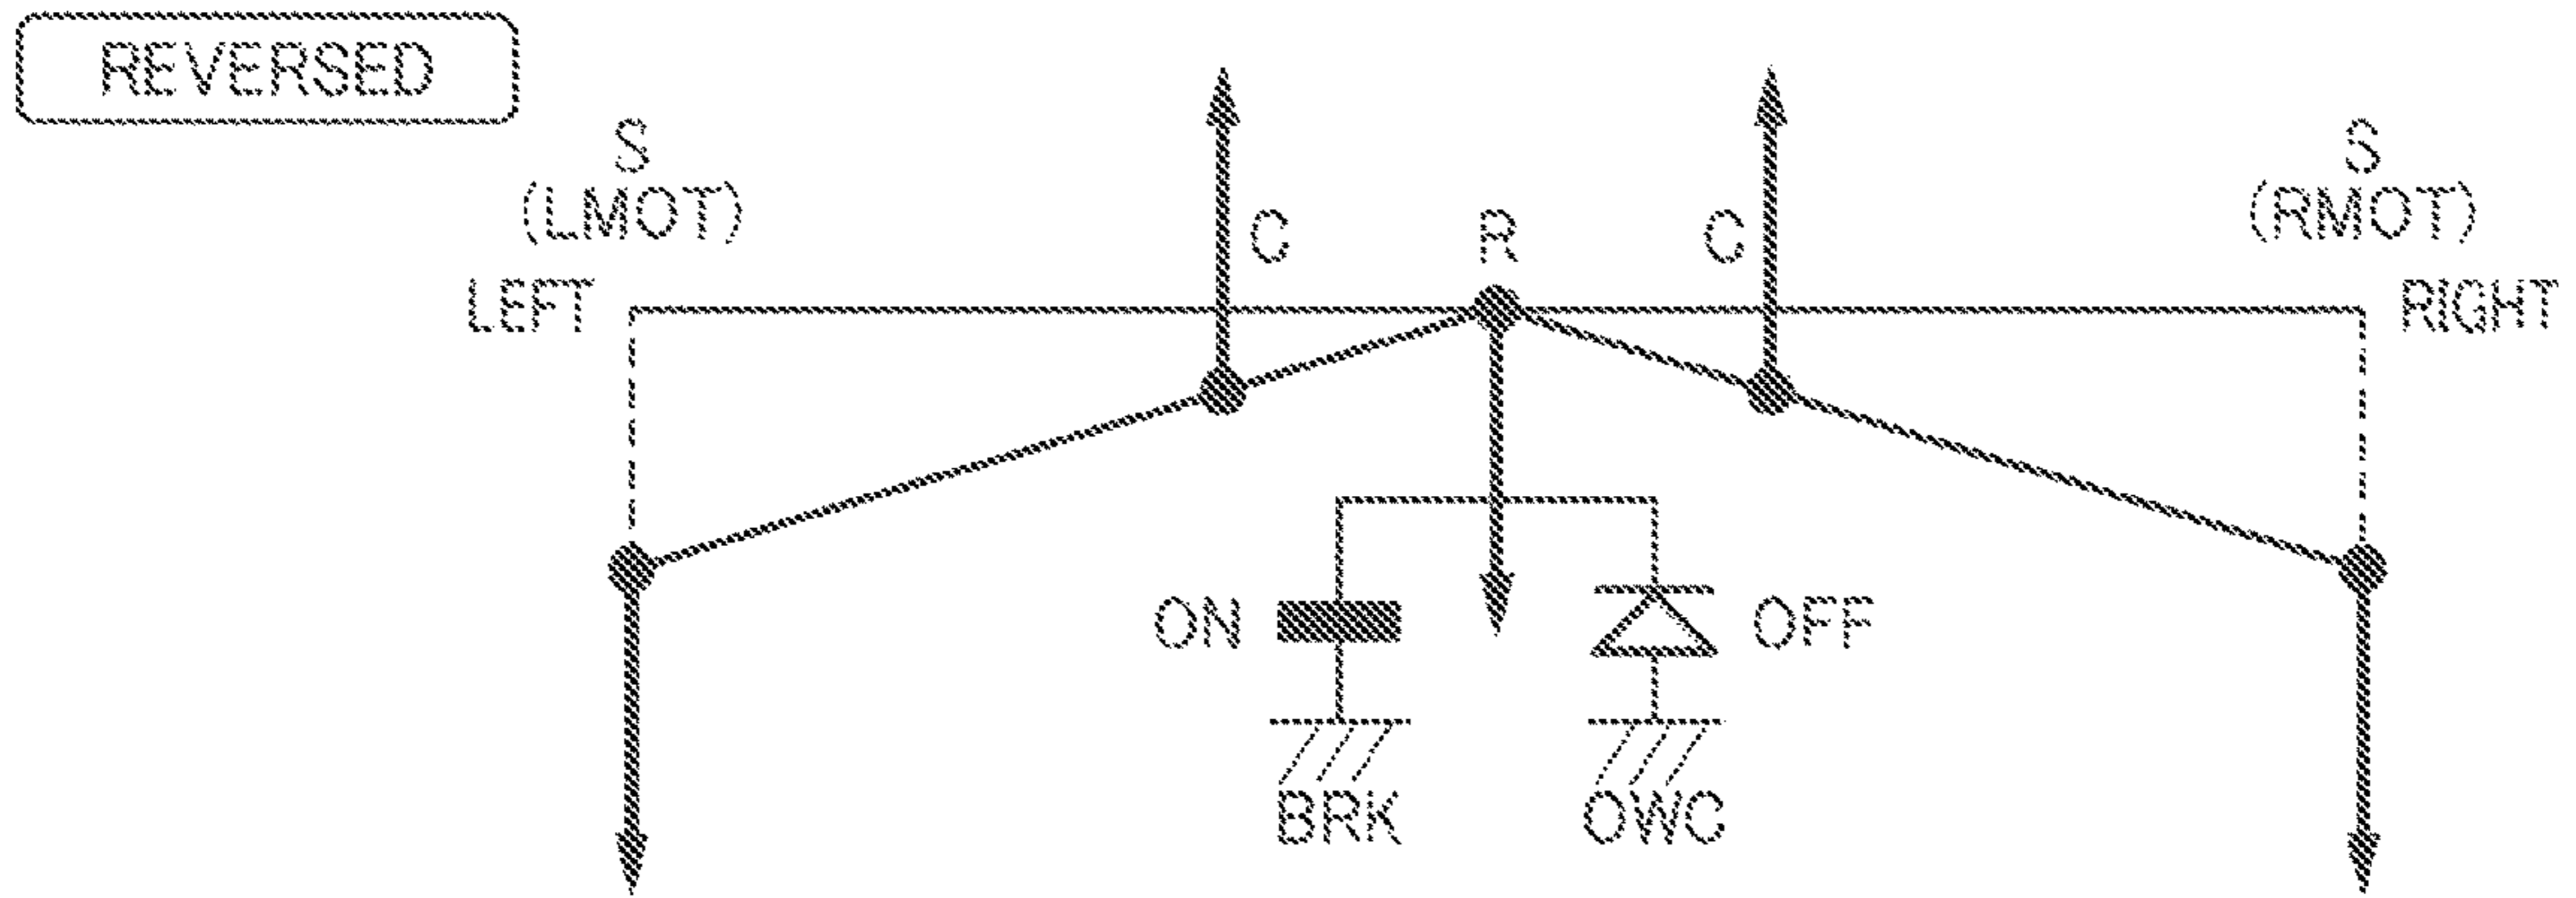 REVERSED
S
(LMOT)
LEFT
C
R
C
S
(RMOT)
RIGHT
ON
OFF
BRK
OWC